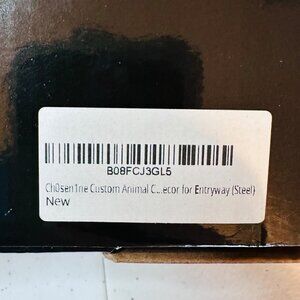 B08FCJ3GL5
Ch0sen1ne Custom Animal C...ecor for Entryway (Steel)
New